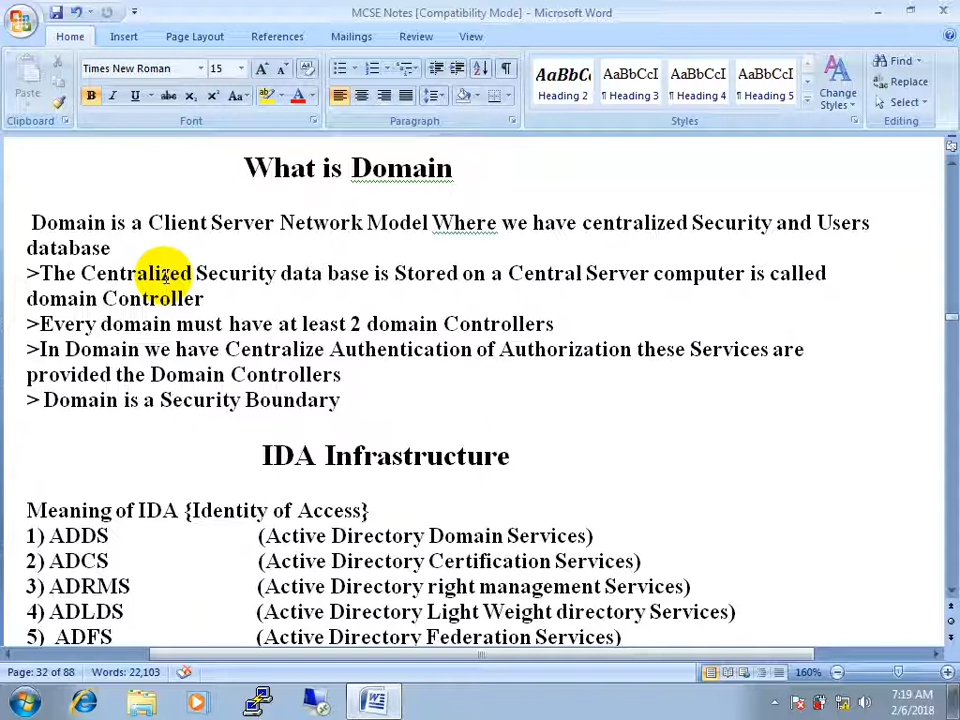 MCSE Notes [Compatibility Mode] - Microsoft Word
Home Insert Page Layout References Mailings Review View
Paste
Times New Roman 15
B I U abc x₂ x² Aa A
AaBbC AaBbCcI AaBbCcI AaBbCcI
Heading 2 ¶ Heading 3 ¶ Heading 4 ¶ Heading 5
Change Styles
Find
Replace
Select
Clipboard Font Paragraph Styles Editing
What is Domain
Domain is a Client Server Network Model Where we have centralized Security and Users
database
>The Centralized Security data base is Stored on a Central Server computer is called
domain Controller
>Every domain must have at least 2 domain Controllers
>In Domain we have Centralize Authentication of Authorization these Services are
provided the Domain Controllers
> Domain is a Security Boundary
IDA Infrastructure
Meaning of IDA {Identity of Access}
1) ADDS (Active Directory Domain Services)
2) ADCS (Active Directory Certification Services)
3) ADRMS (Active Directory right management Services)
4) ADLDS (Active Directory Light Weight directory Services)
5) ADFS (Active Directory Federation Services)
Page: 32 of 88 Words: 22,103 160%
7:19 AM
2/6/2018